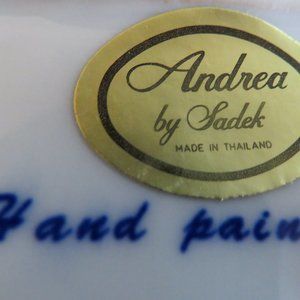 Andrea
by Sadek
MADE IN THAILAND
Hand pain